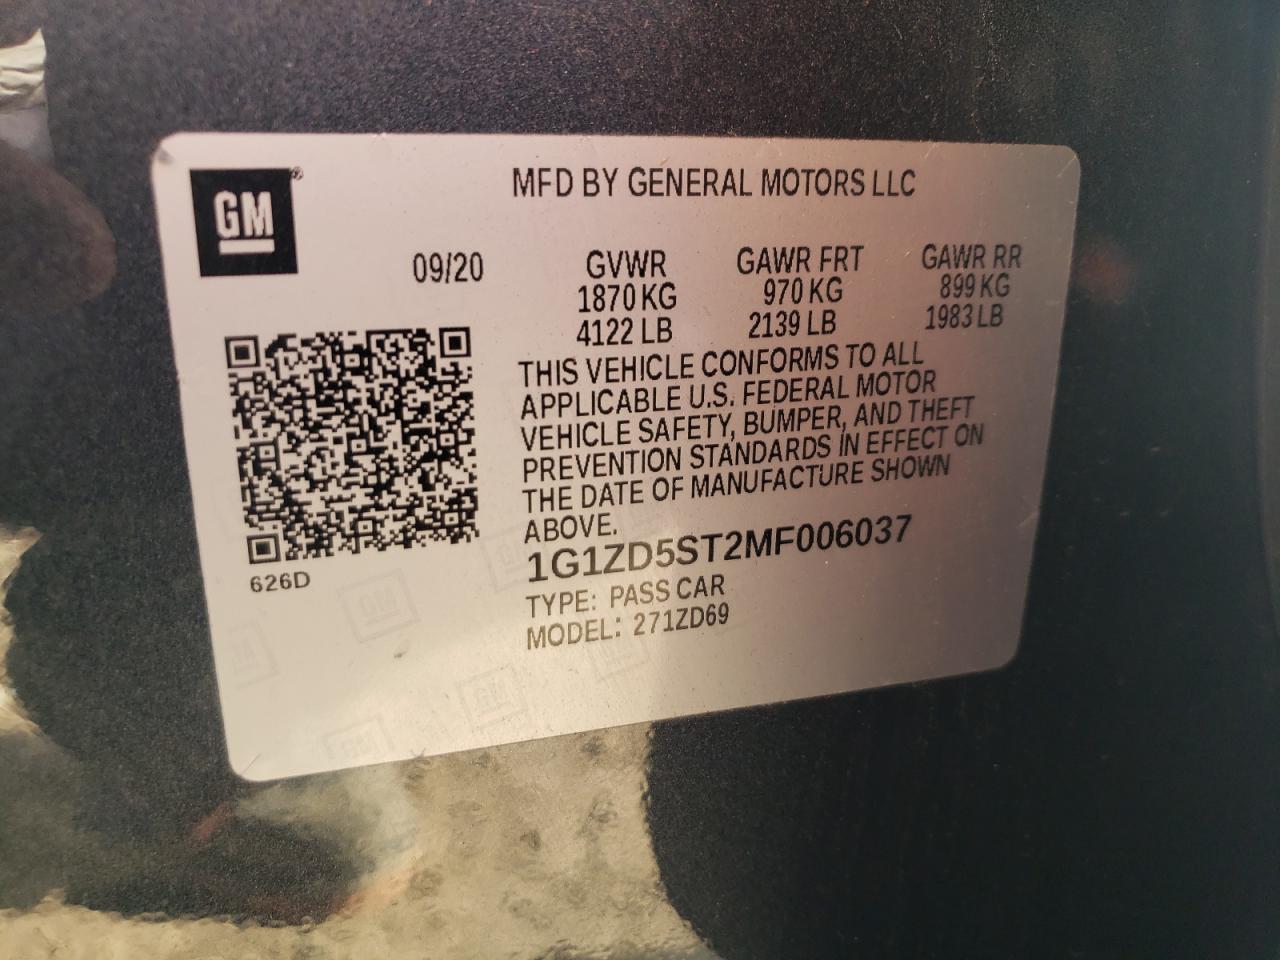 GM
MFD BY GENERAL MOTORS LLC
09/20
GVWR GAWR FRT GAWR RR
1870 KG 970 KG 899 KG
4122 LB 2139 LB 1983 LB
THIS VEHICLE CONFORMS TO ALL
APPLICABLE U.S. FEDERAL MOTOR
VEHICLE SAFETY, BUMPER, AND THEFT
PREVENTION STANDARDS IN EFFECT ON
THE DATE OF MANUFACTURE SHOWN
ABOVE.
626D
1G1ZD5ST2MF006037
TYPE: PASS CAR
MODEL: 271ZD69